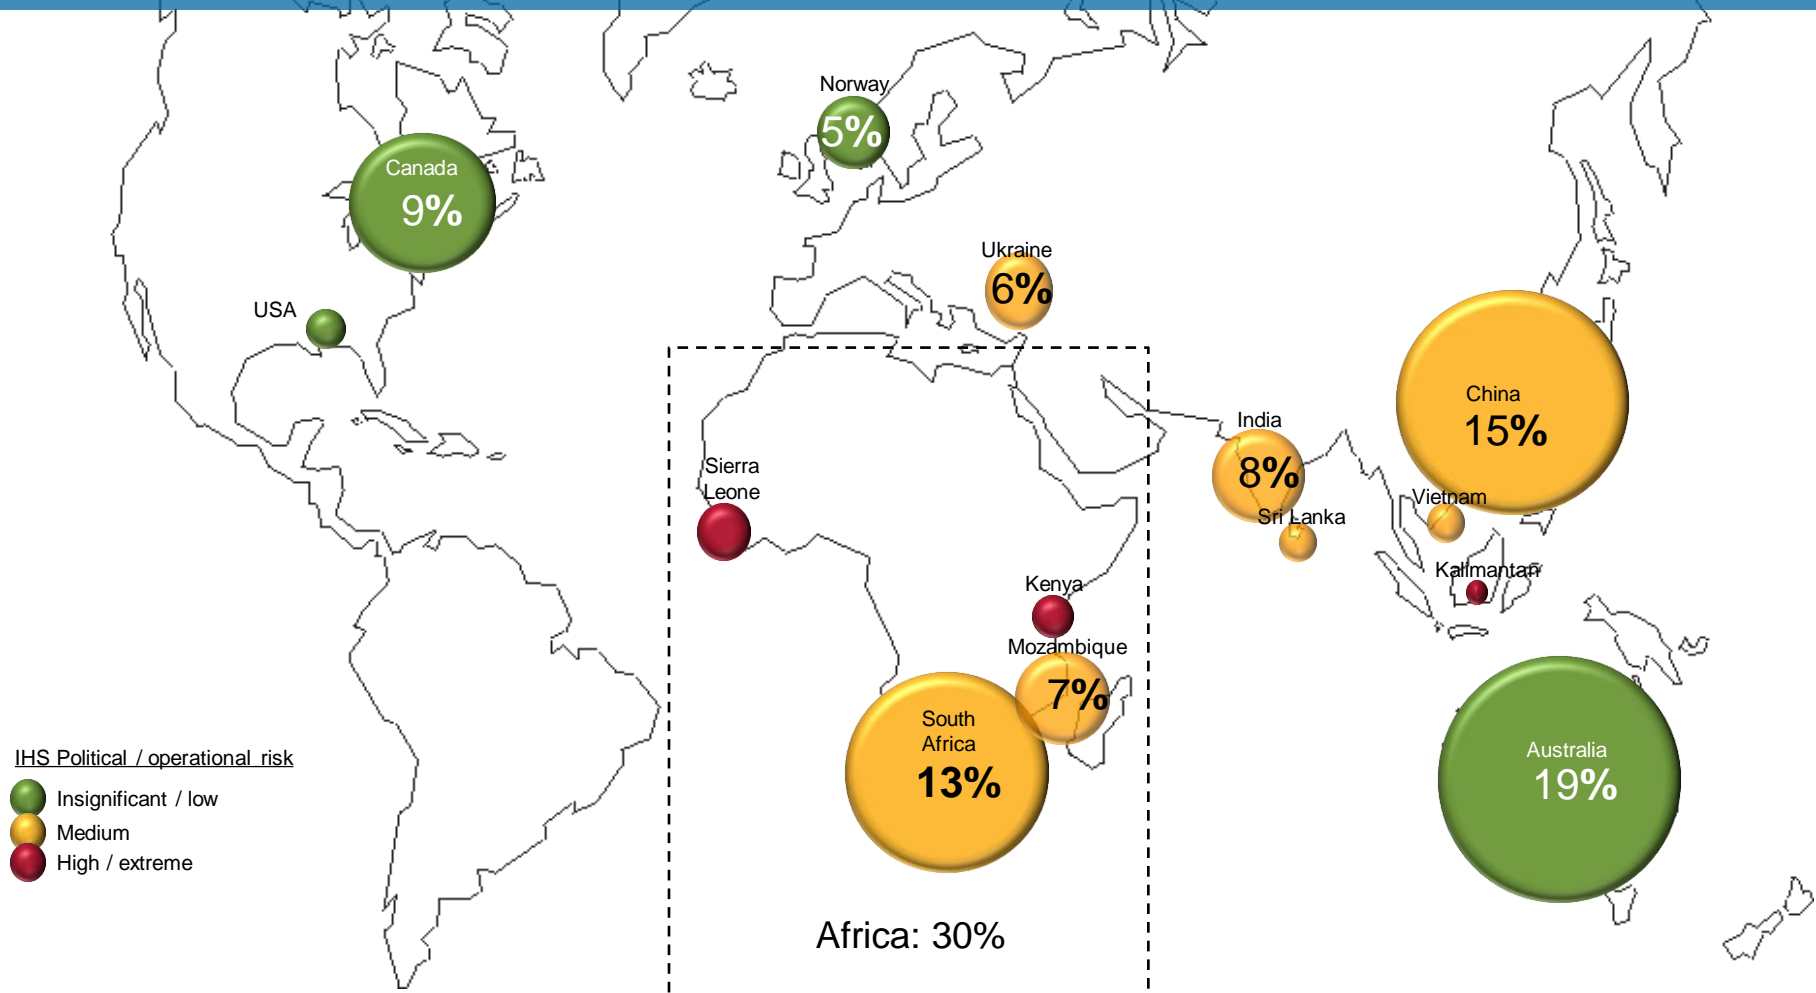 Norway
5%
Canada
9%
Ukraine
6%
USA
China
15%
India
8%
Sierra
Leone
Vietnam
Sri Lanka
Kalimantan
Kenya
Mozambique
7%
South
Africa
13%
Australia
19%
IHS Political / operational risk
Insignificant / low
Medium
High / extreme
Africa: 30%